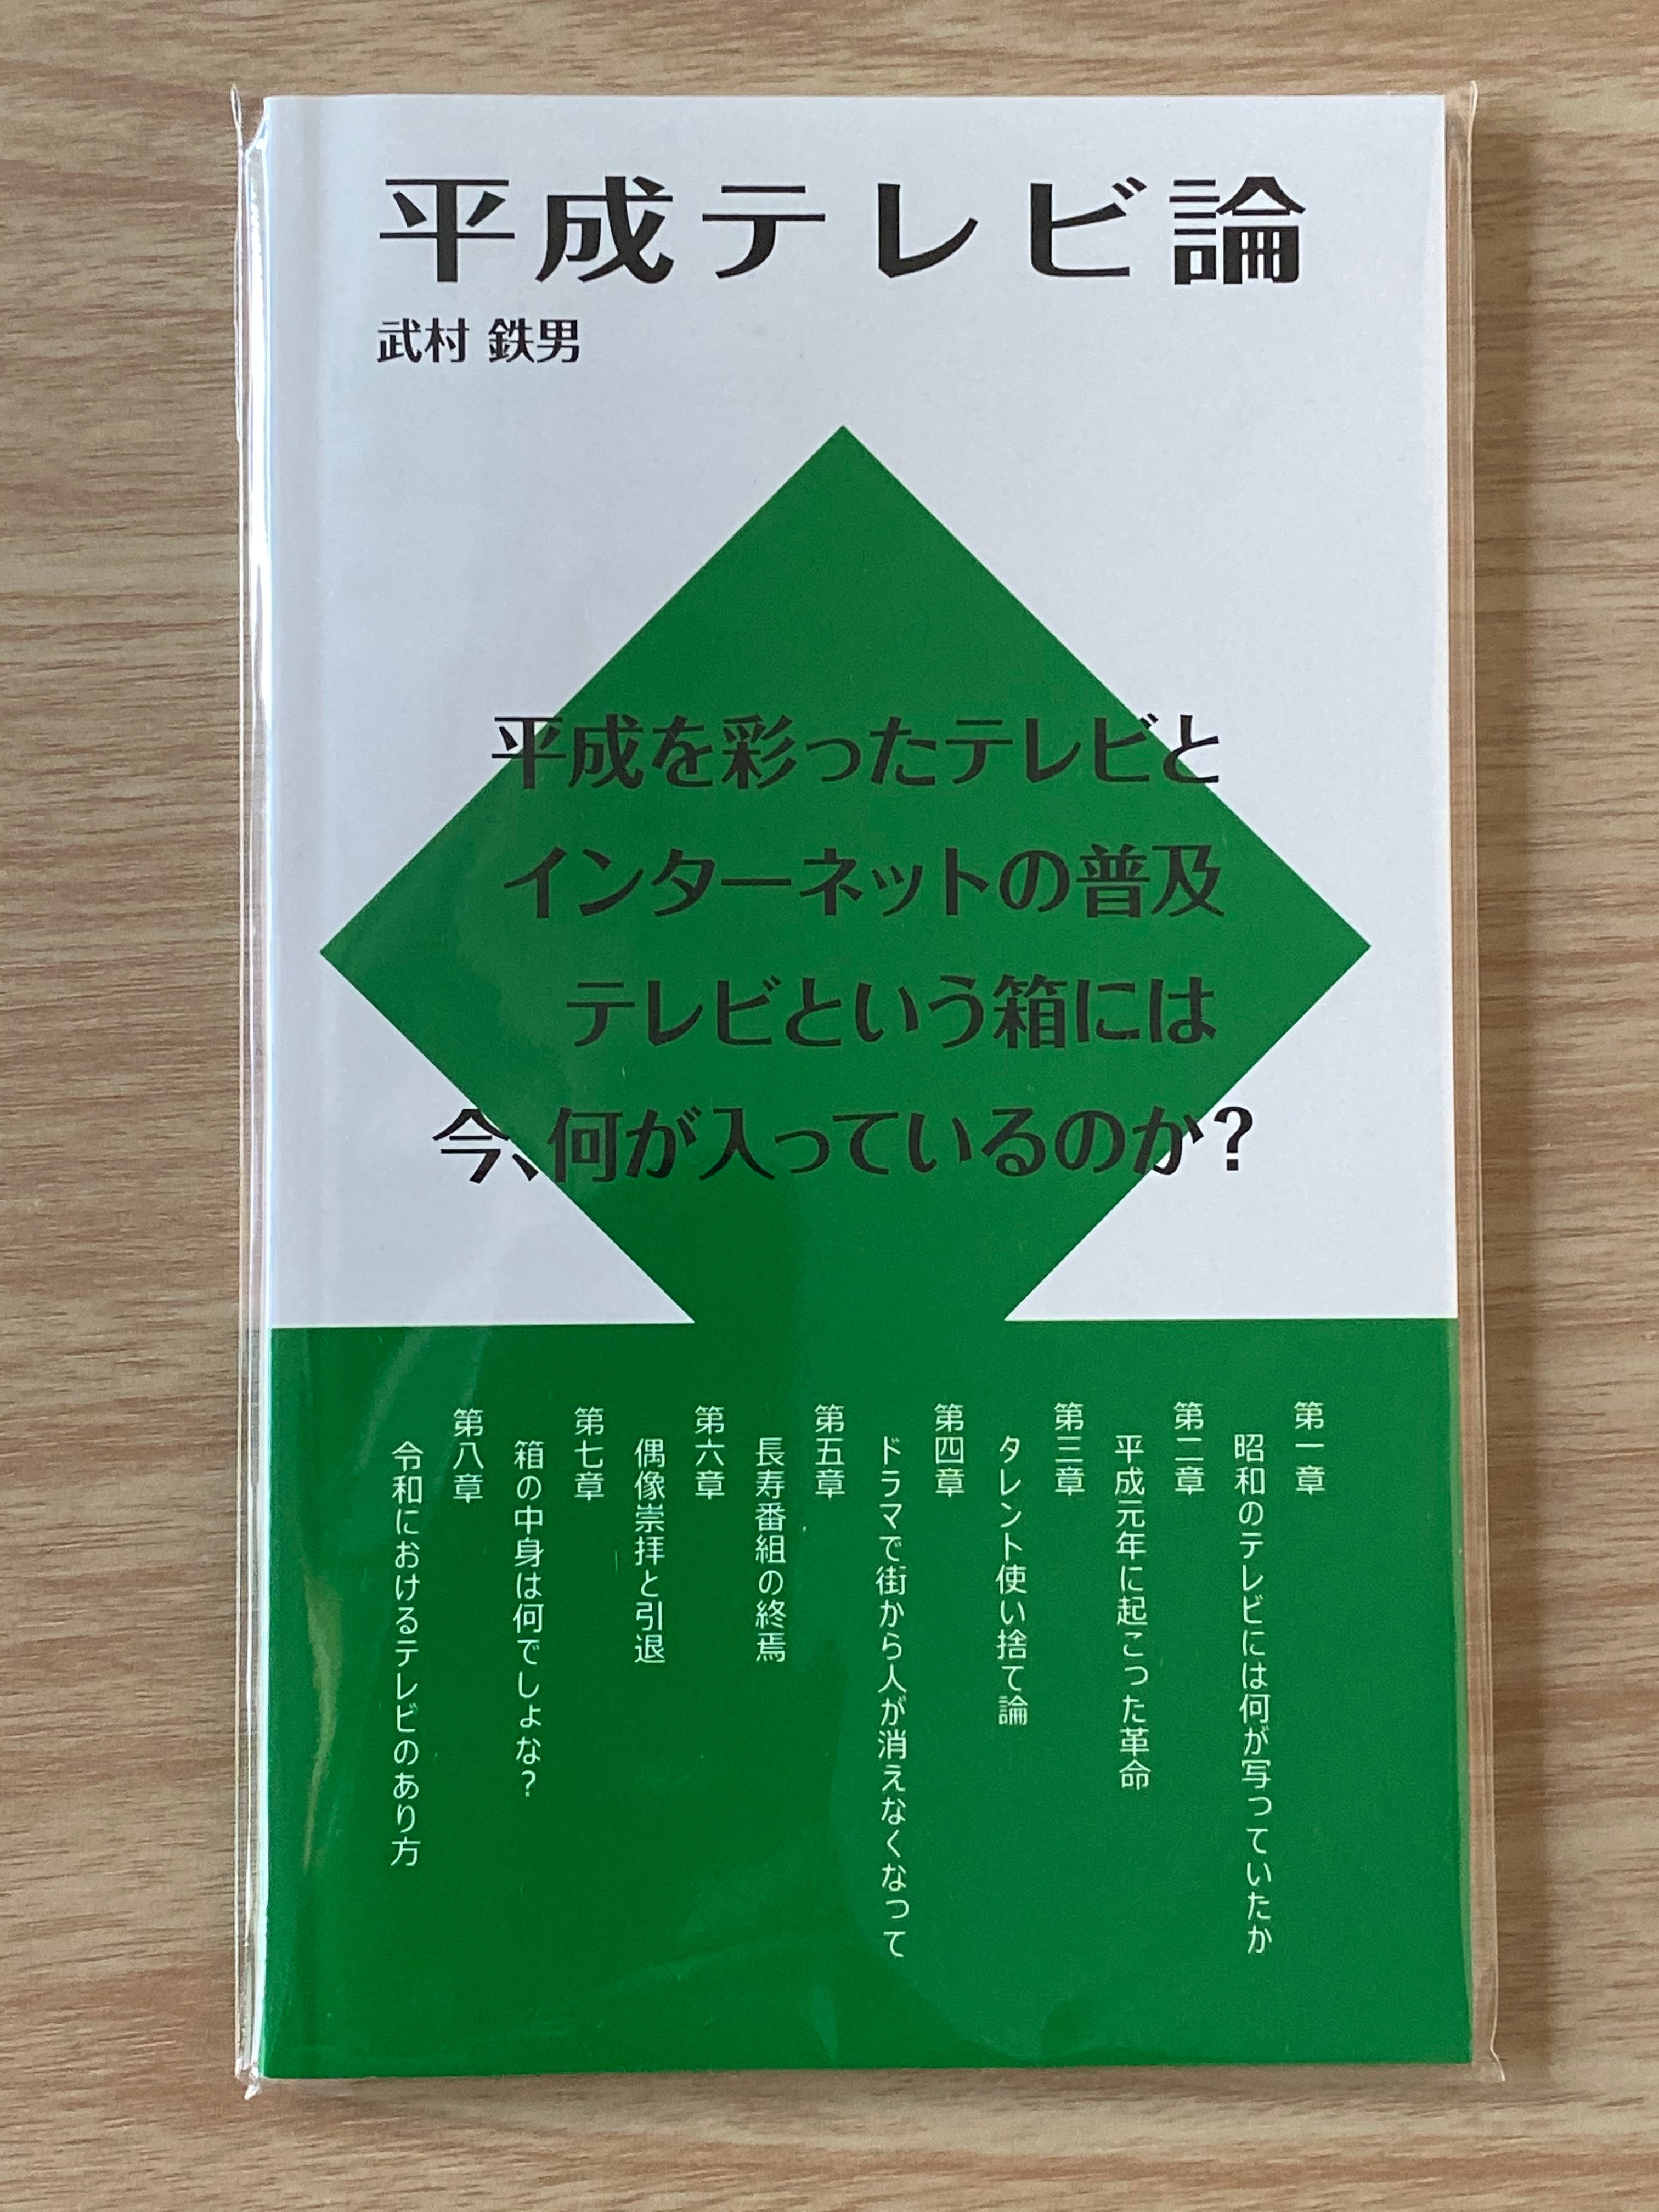 平成テレビ論
武村 鉄男
平成を彩ったテレビと
インターネットの普及
テレビという箱には
今、何が入っているのか?
第一章
昭和のテレビには何が写っていたか
第二章
平成元年に起こった革命
第三章
タレント使い捨て論
第四章
ドラマで街から人が消えなくなって
第五章
長寿番組の終焉
第六章
偶像崇拝と引退
第七章
箱の中身は何でしょな?
第八章
令和におけるテレビのあり方